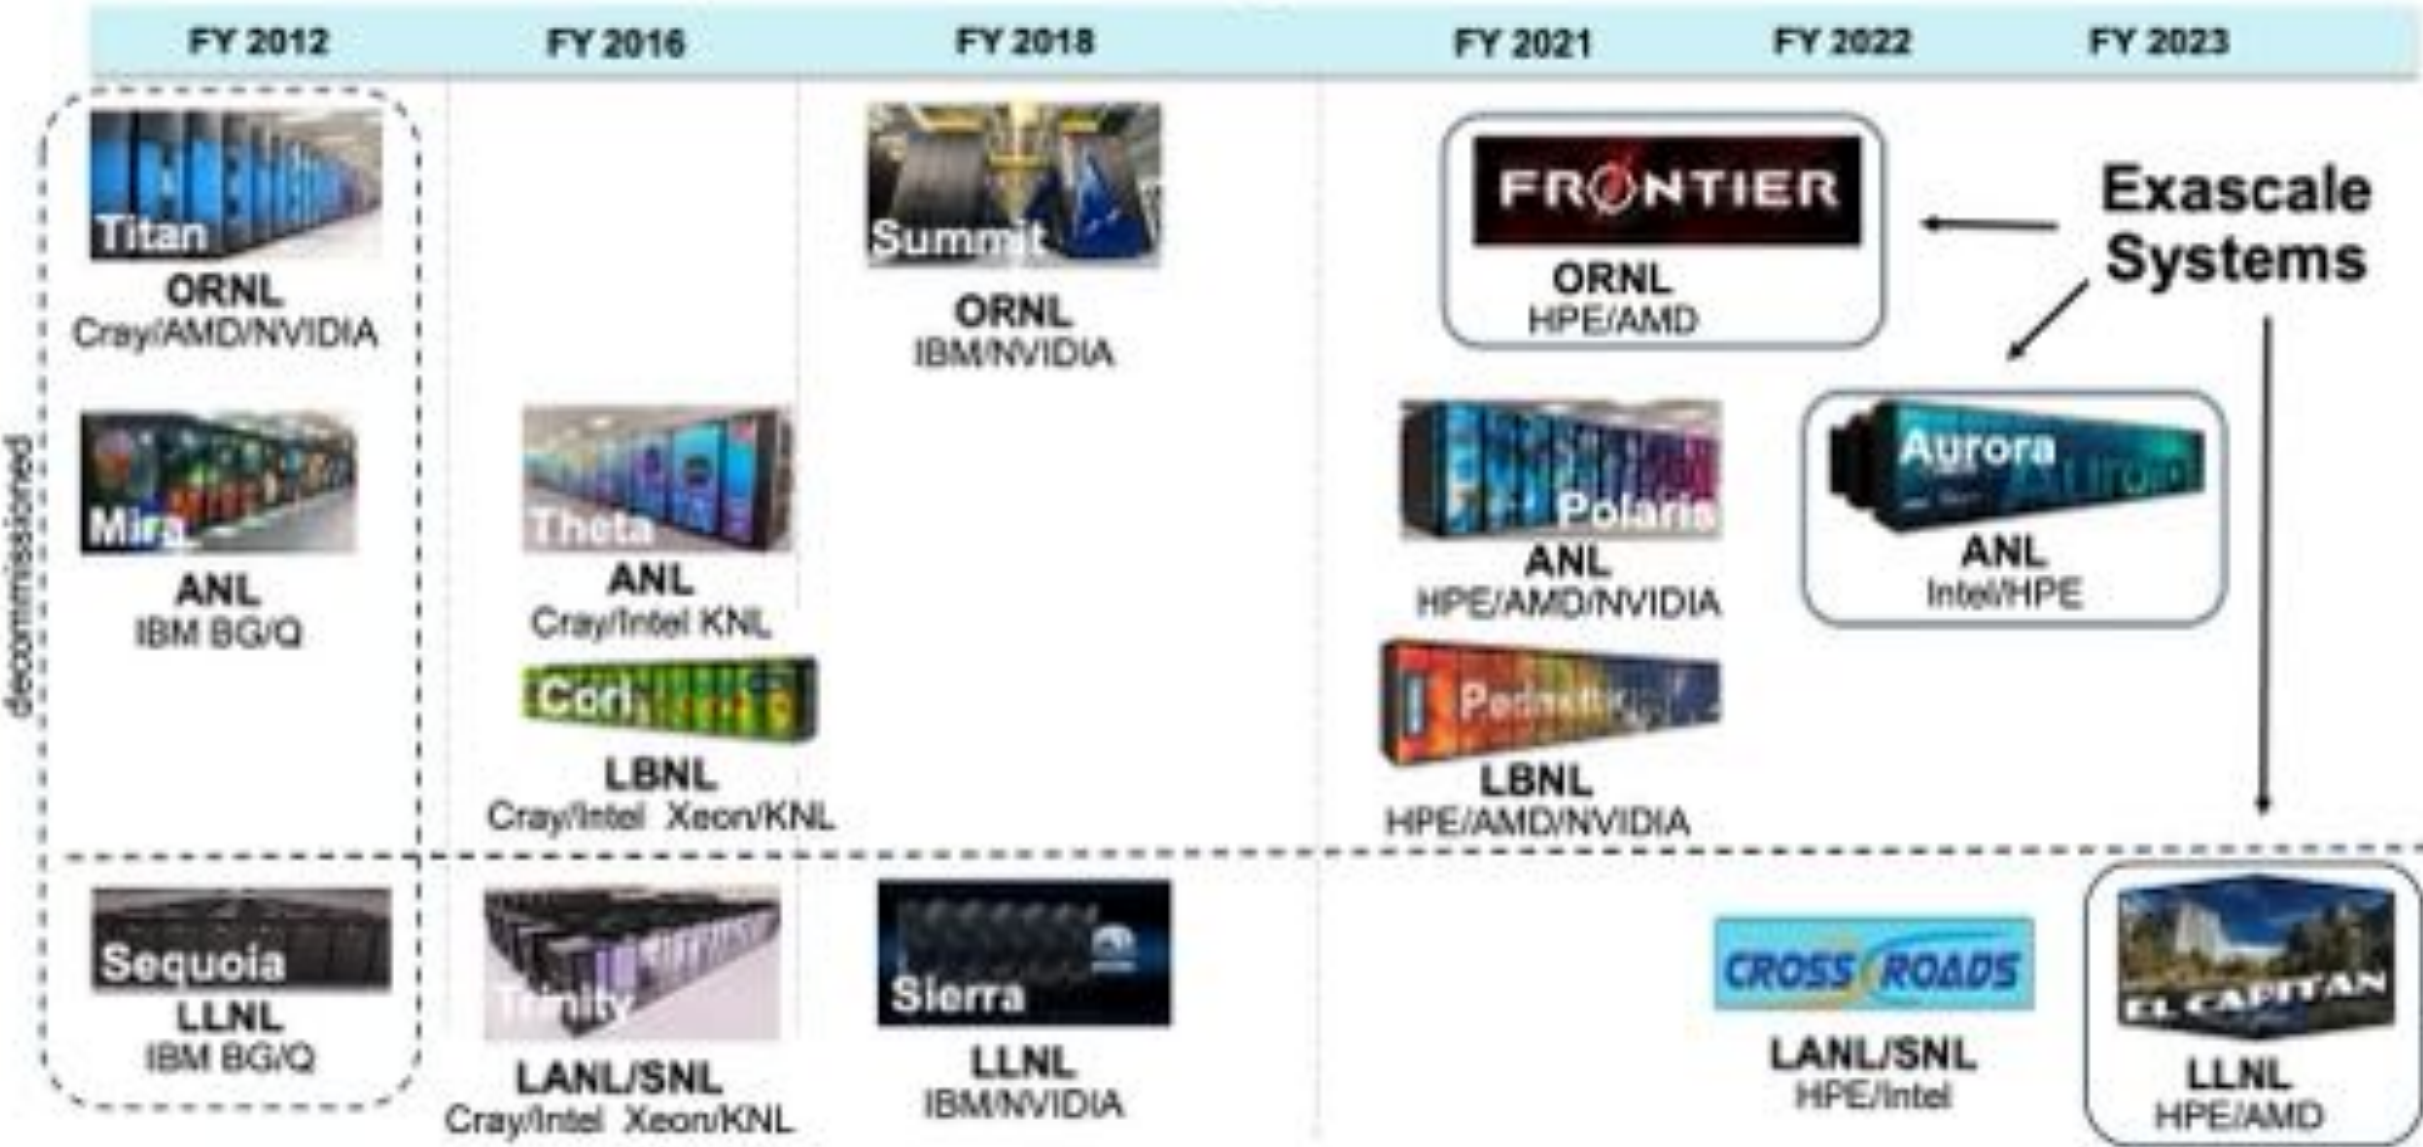 FY 2012
FY 2016
FY 2018
FY 2021
FY 2022
FY 2023
decommissioned
Titan
ORNL
Cray/AMD/NVIDIA
Summit
ORNL
IBM/NVIDIA
FRONTIER
ORNL
HPE/AMD
Exascale
Systems
Mira
ANL
IBM BG/Q
Theta
ANL
Cray/Intel KNL
Polaris
ANL
HPE/AMD/NVIDIA
Aurora
ANL
Intel/HPE
Cori
LBNL
Cray/Intel Xeon/KNL
LBNL
HPE/AMD/NVIDIA
Sequoia
LLNL
IBM BG/Q
Trinity
LANL/SNL
Cray/Intel Xeon/KNL
Sierra
LLNL
IBM/NVIDIA
CROSS ROADS
LANL/SNL
HPE/Intel
EL CAPITAN
LLNL
HPE/AMD